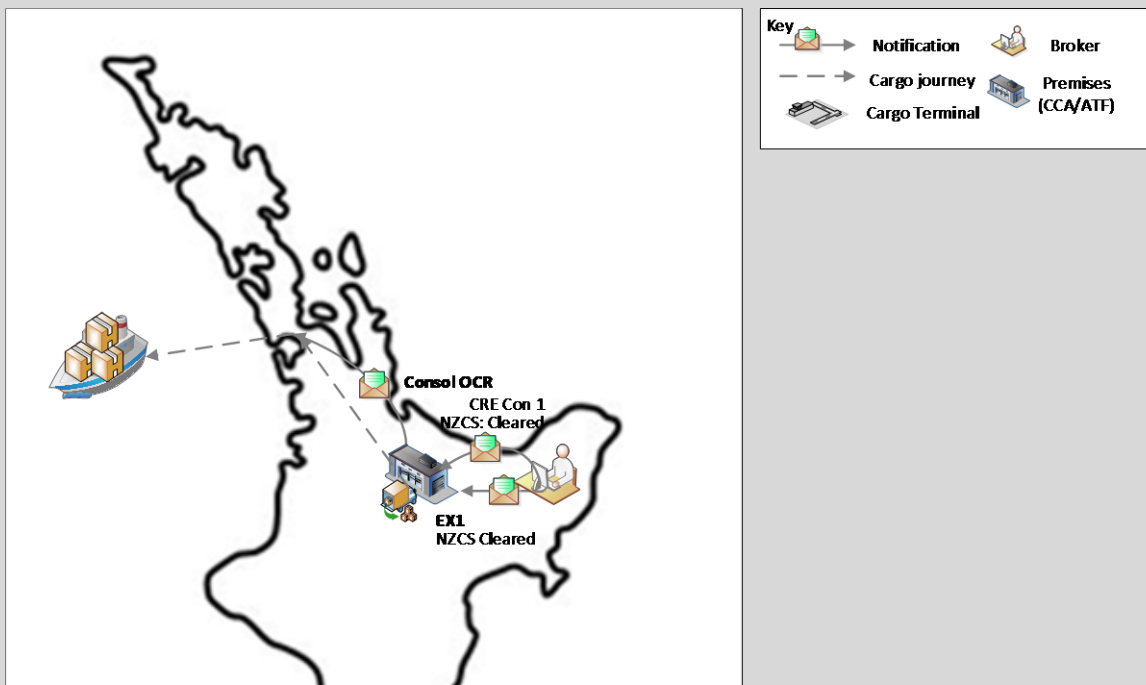 Key
Notification
Broker
Cargo journey
Premises
(CCA/ATF)
Cargo Terminal
Consol OCR
CRE Con 1
NZCS: Cleared
EX1
NZCS Cleared